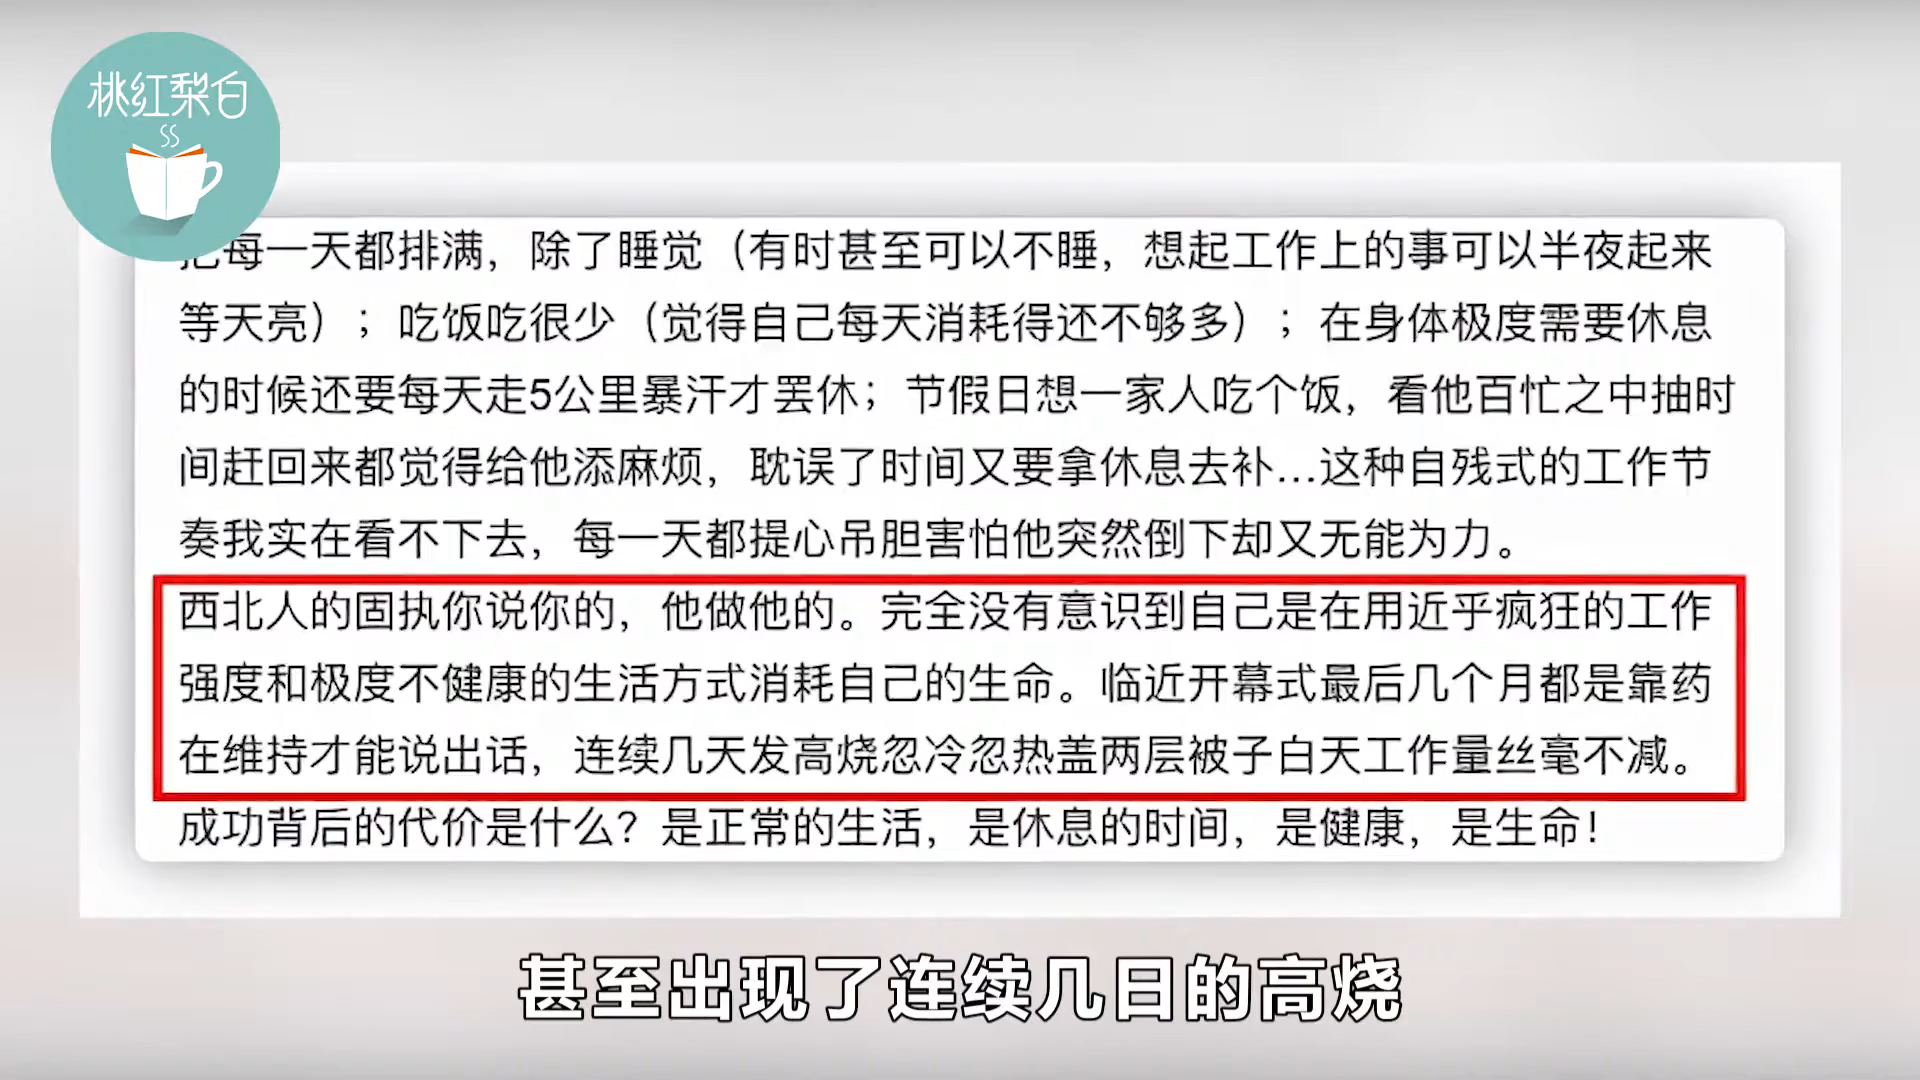 桃红梨白
把每一天都排满，除了睡觉（有时甚至可以不睡，想起工作上的事可以半夜起来
等天亮）；吃饭吃很少（觉得自己每天消耗得还不够多）；在身体极度需要休息
的时候还要每天走5公里暴汗才罢休；节假日想一家人吃个饭，看他百忙之中抽时
间赶回来都觉得给他添麻烦，耽误了时间又要拿休息去补...这种自残式的工作节
奏我实在看不下去，每一天都提心吊胆害怕他突然倒下却又无能为力。
西北人的固执你说你的，他做他的。完全没有意识到自己是在用近乎疯狂的工作
强度和极度不健康的生活方式消耗自己的生命。临近开幕式最后几个月都是靠药
在维持才能说出话，连续几天发高烧忽冷忽热盖两层被子白天工作量丝毫不减。
成功背后的代价是什么？是正常的生活，是休息的时间，是健康，是生命！
甚至出现了连续几日的高烧